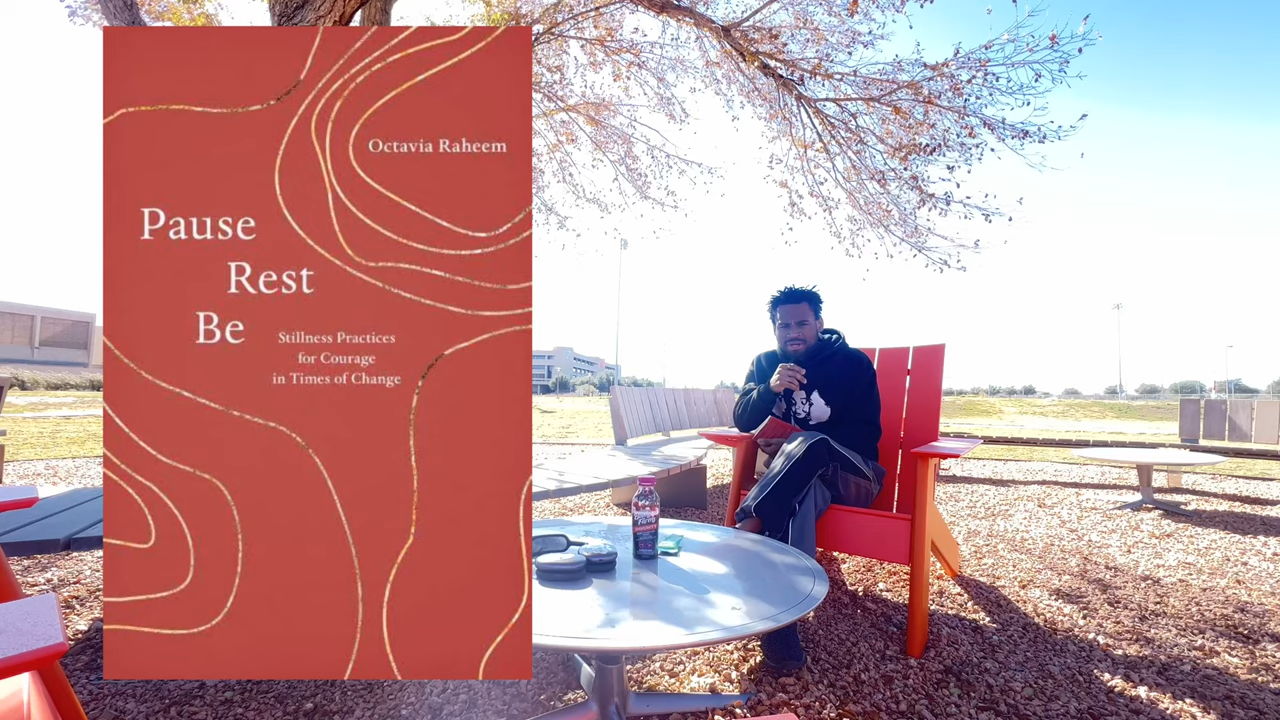 Octavia Raheem
Pause
Rest
Be
Stillness Practices
for Courage
in Times of Change